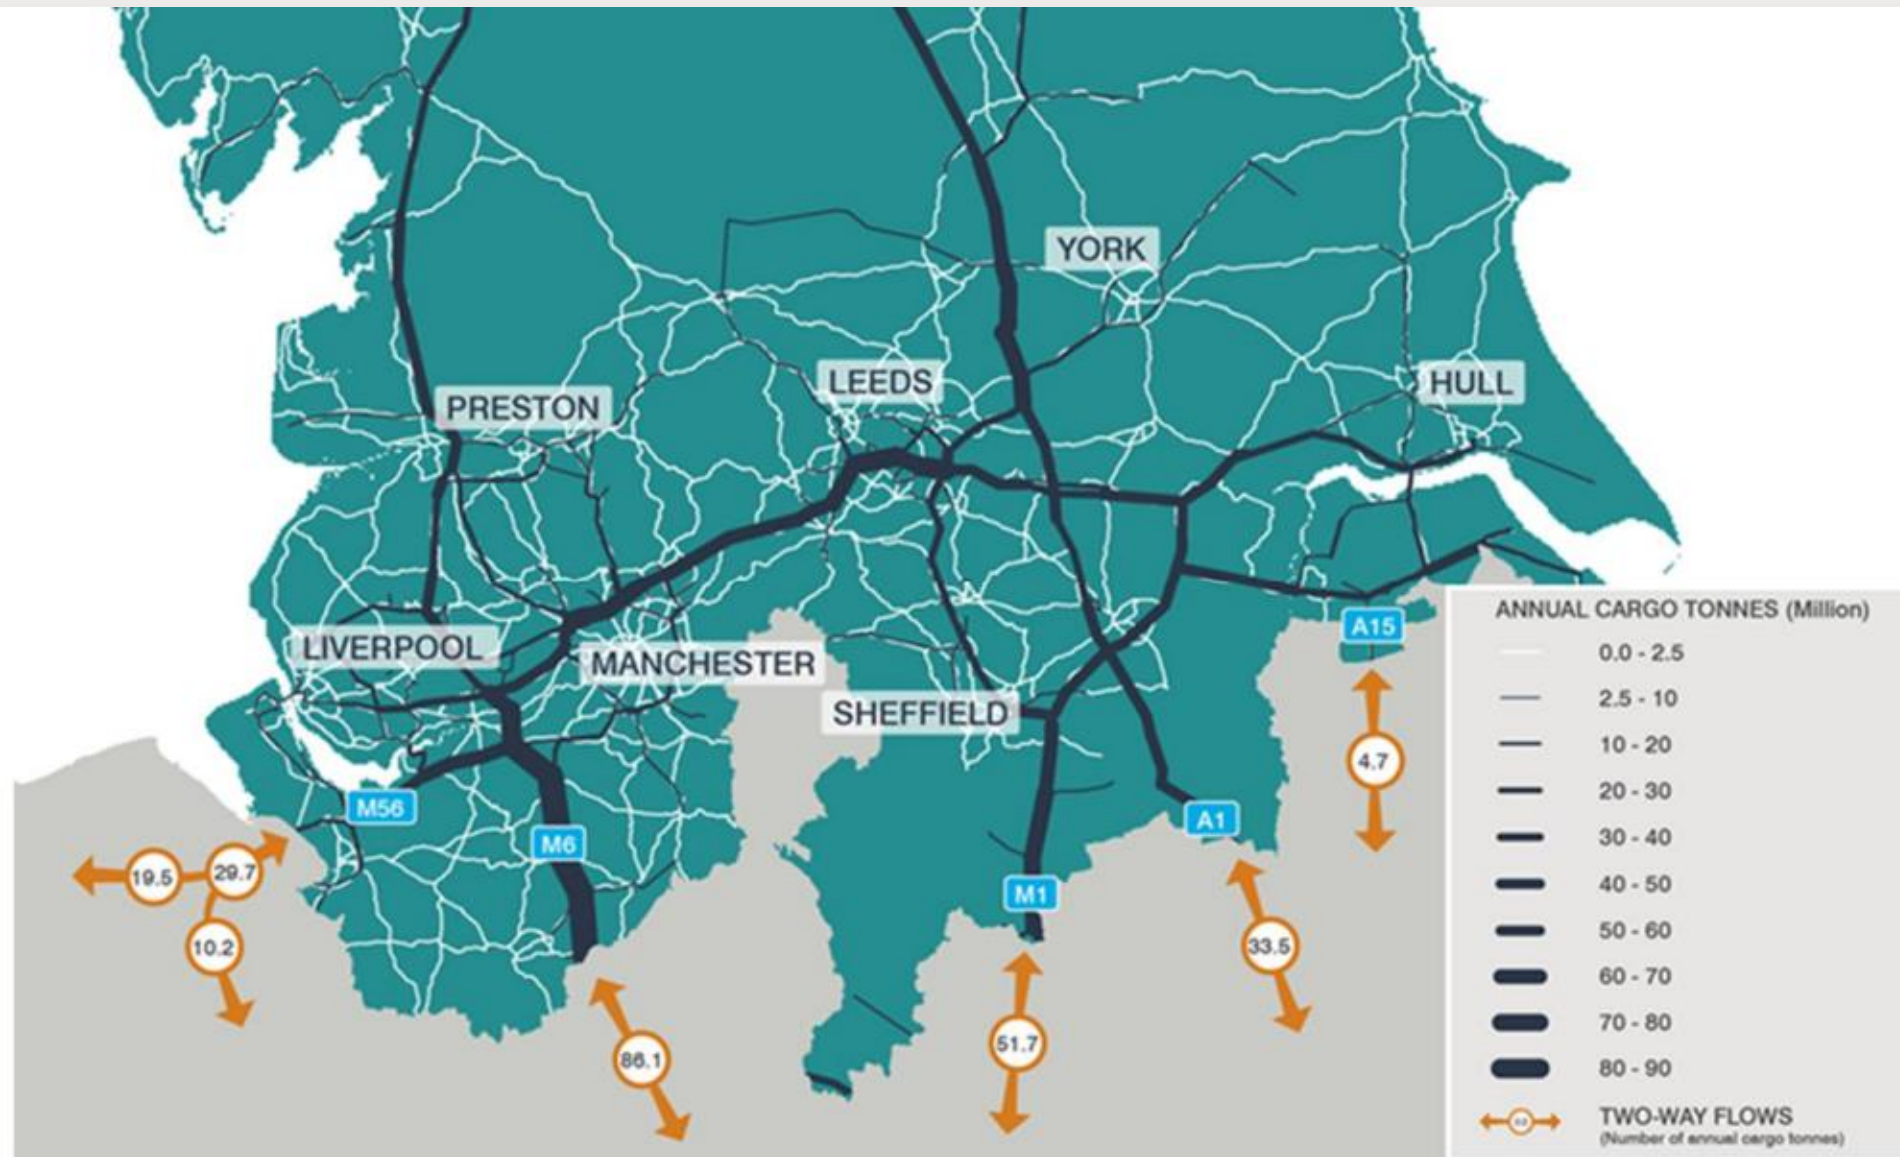 YORK
LEEDS
HULL
PRESTON
LIVERPOOL
MANCHESTER
SHEFFIELD
A15
M56
A1
M6
M1
4.7
19.5
29.7
10.2
33.5
51.7
86.1
ANNUAL CARGO TONNES (Million)
0.0 - 2.5
2.5 - 10
10 - 20
20 - 30
30 - 40
40 - 50
50 - 60
60 - 70
70 - 80
80 - 90
TWO-WAY FLOWS
(Number of annual cargo tonnes)